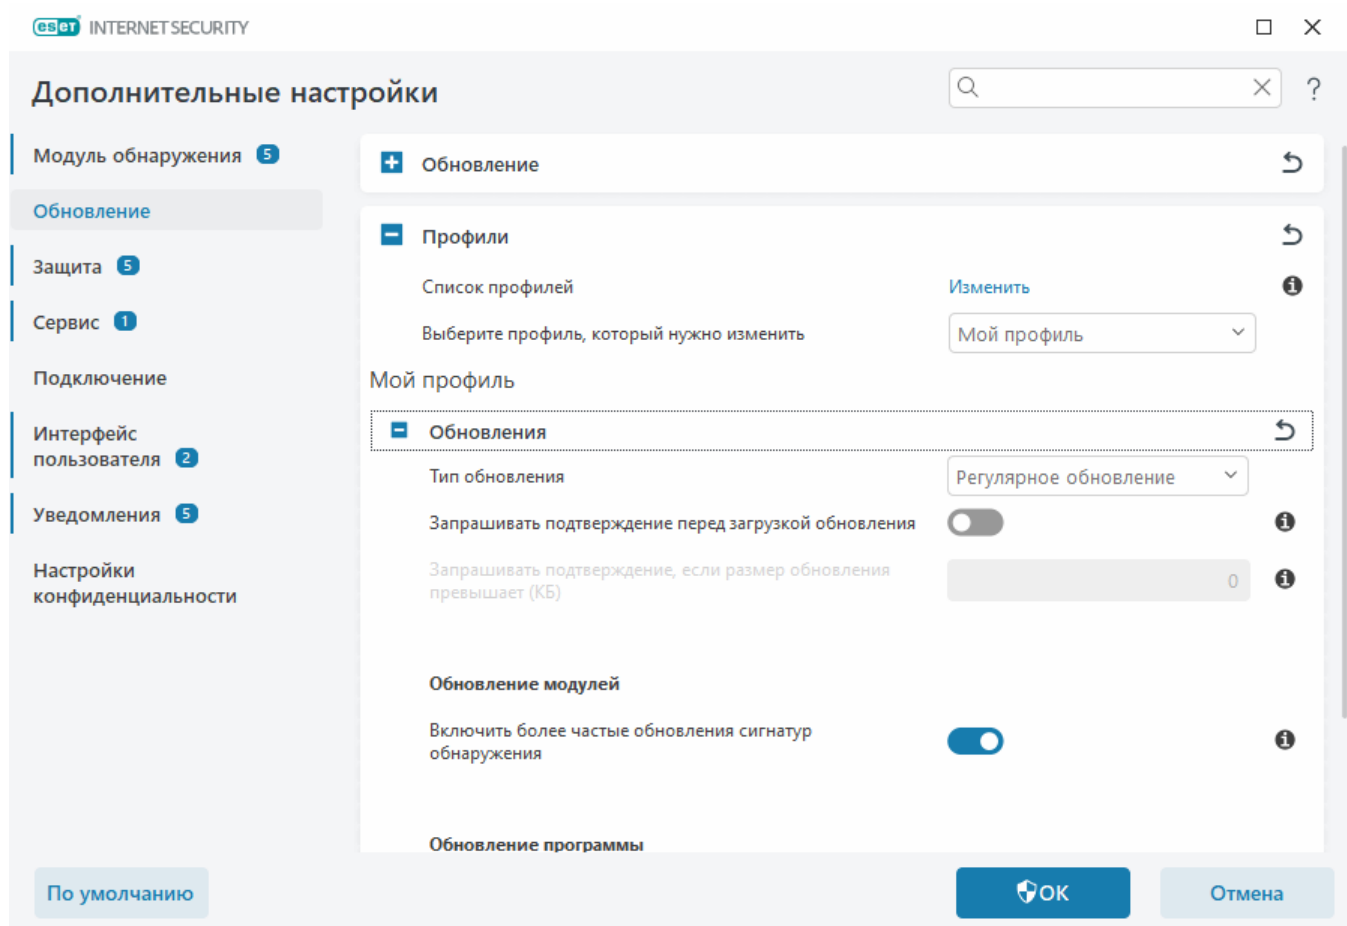 eset INTERNET SECURITY
Дополнительные настройки
?
Модуль обнаружения 5
Обновление
Защита 5
Сервис 1
Подключение
Интерфейс
пользователя 2
Уведомления 5
Настройки
конфиденциальности
Обновление
Профили
Список профилей
Изменить
Выберите профиль, который нужно изменить
Мой профиль
Мой профиль
Обновления
Тип обновления
Регулярное обновление
Запрашивать подтверждение перед загрузкой обновления
Запрашивать подтверждение, если размер обновления
превышает (КБ)
0
Обновление модулей
Включить более частые обновления сигнатур
обнаружения
Обновление программы
По умолчанию
ОК
Отмена